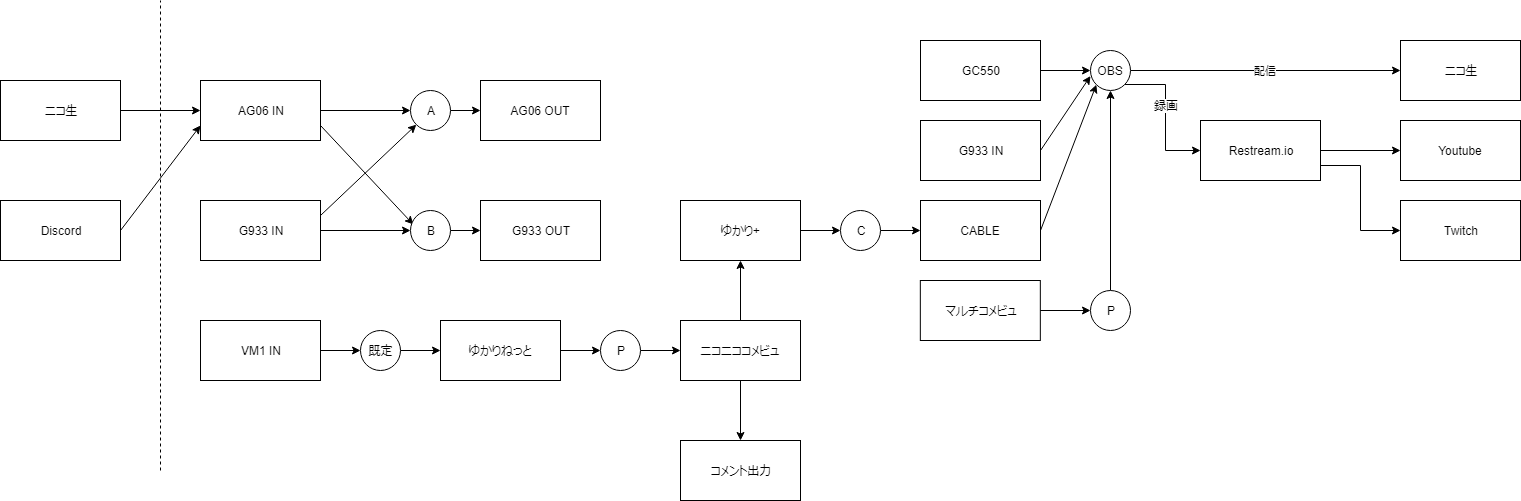 ニコ生
Discord
AG06 IN
G933 IN
A
B
AG06 OUT
G933 OUT
VM1 IN
既定
ゆかりねっと
P
ゆかり+
ニコニココメビュ
コメント出力
C
GC550
G933 IN
CABLE
マルチコメビュ
OBS
P
配信
録画
Restream.io
ニコ生
Youtube
Twitch